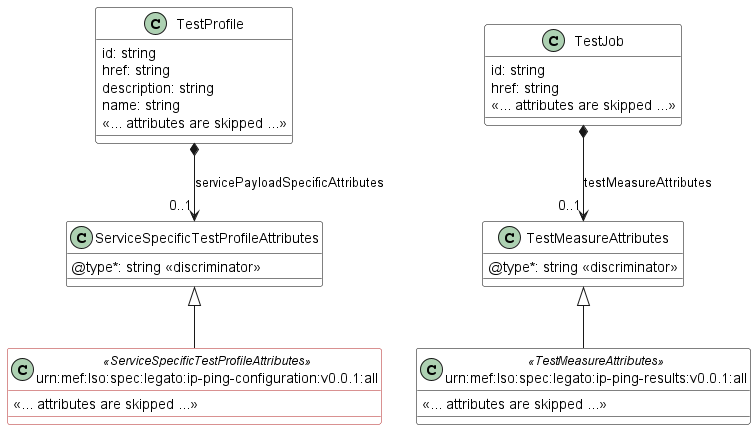 C TestProfile
id: string
href: string
description: string
name: string
«... attributes are skipped ...»
C TestJob
id: string
href: string
«... attributes are skipped ...»
servicePayloadSpecificAttributes
0..1
testMeasureAttributes
0..1
C ServiceSpecificTestProfileAttributes
@type*: string «discriminator»
C TestMeasureAttributes
@type*: string «discriminator»
«ServiceSpecificTestProfileAttributes»
C urn:mef:lso:spec:legato:ip-ping-configuration:v0.0.1:all
«... attributes are skipped ...»
«TestMeasureAttributes»
C urn:mef:lso:spec:legato:ip-ping-results:v0.0.1:all
«... attributes are skipped ...»